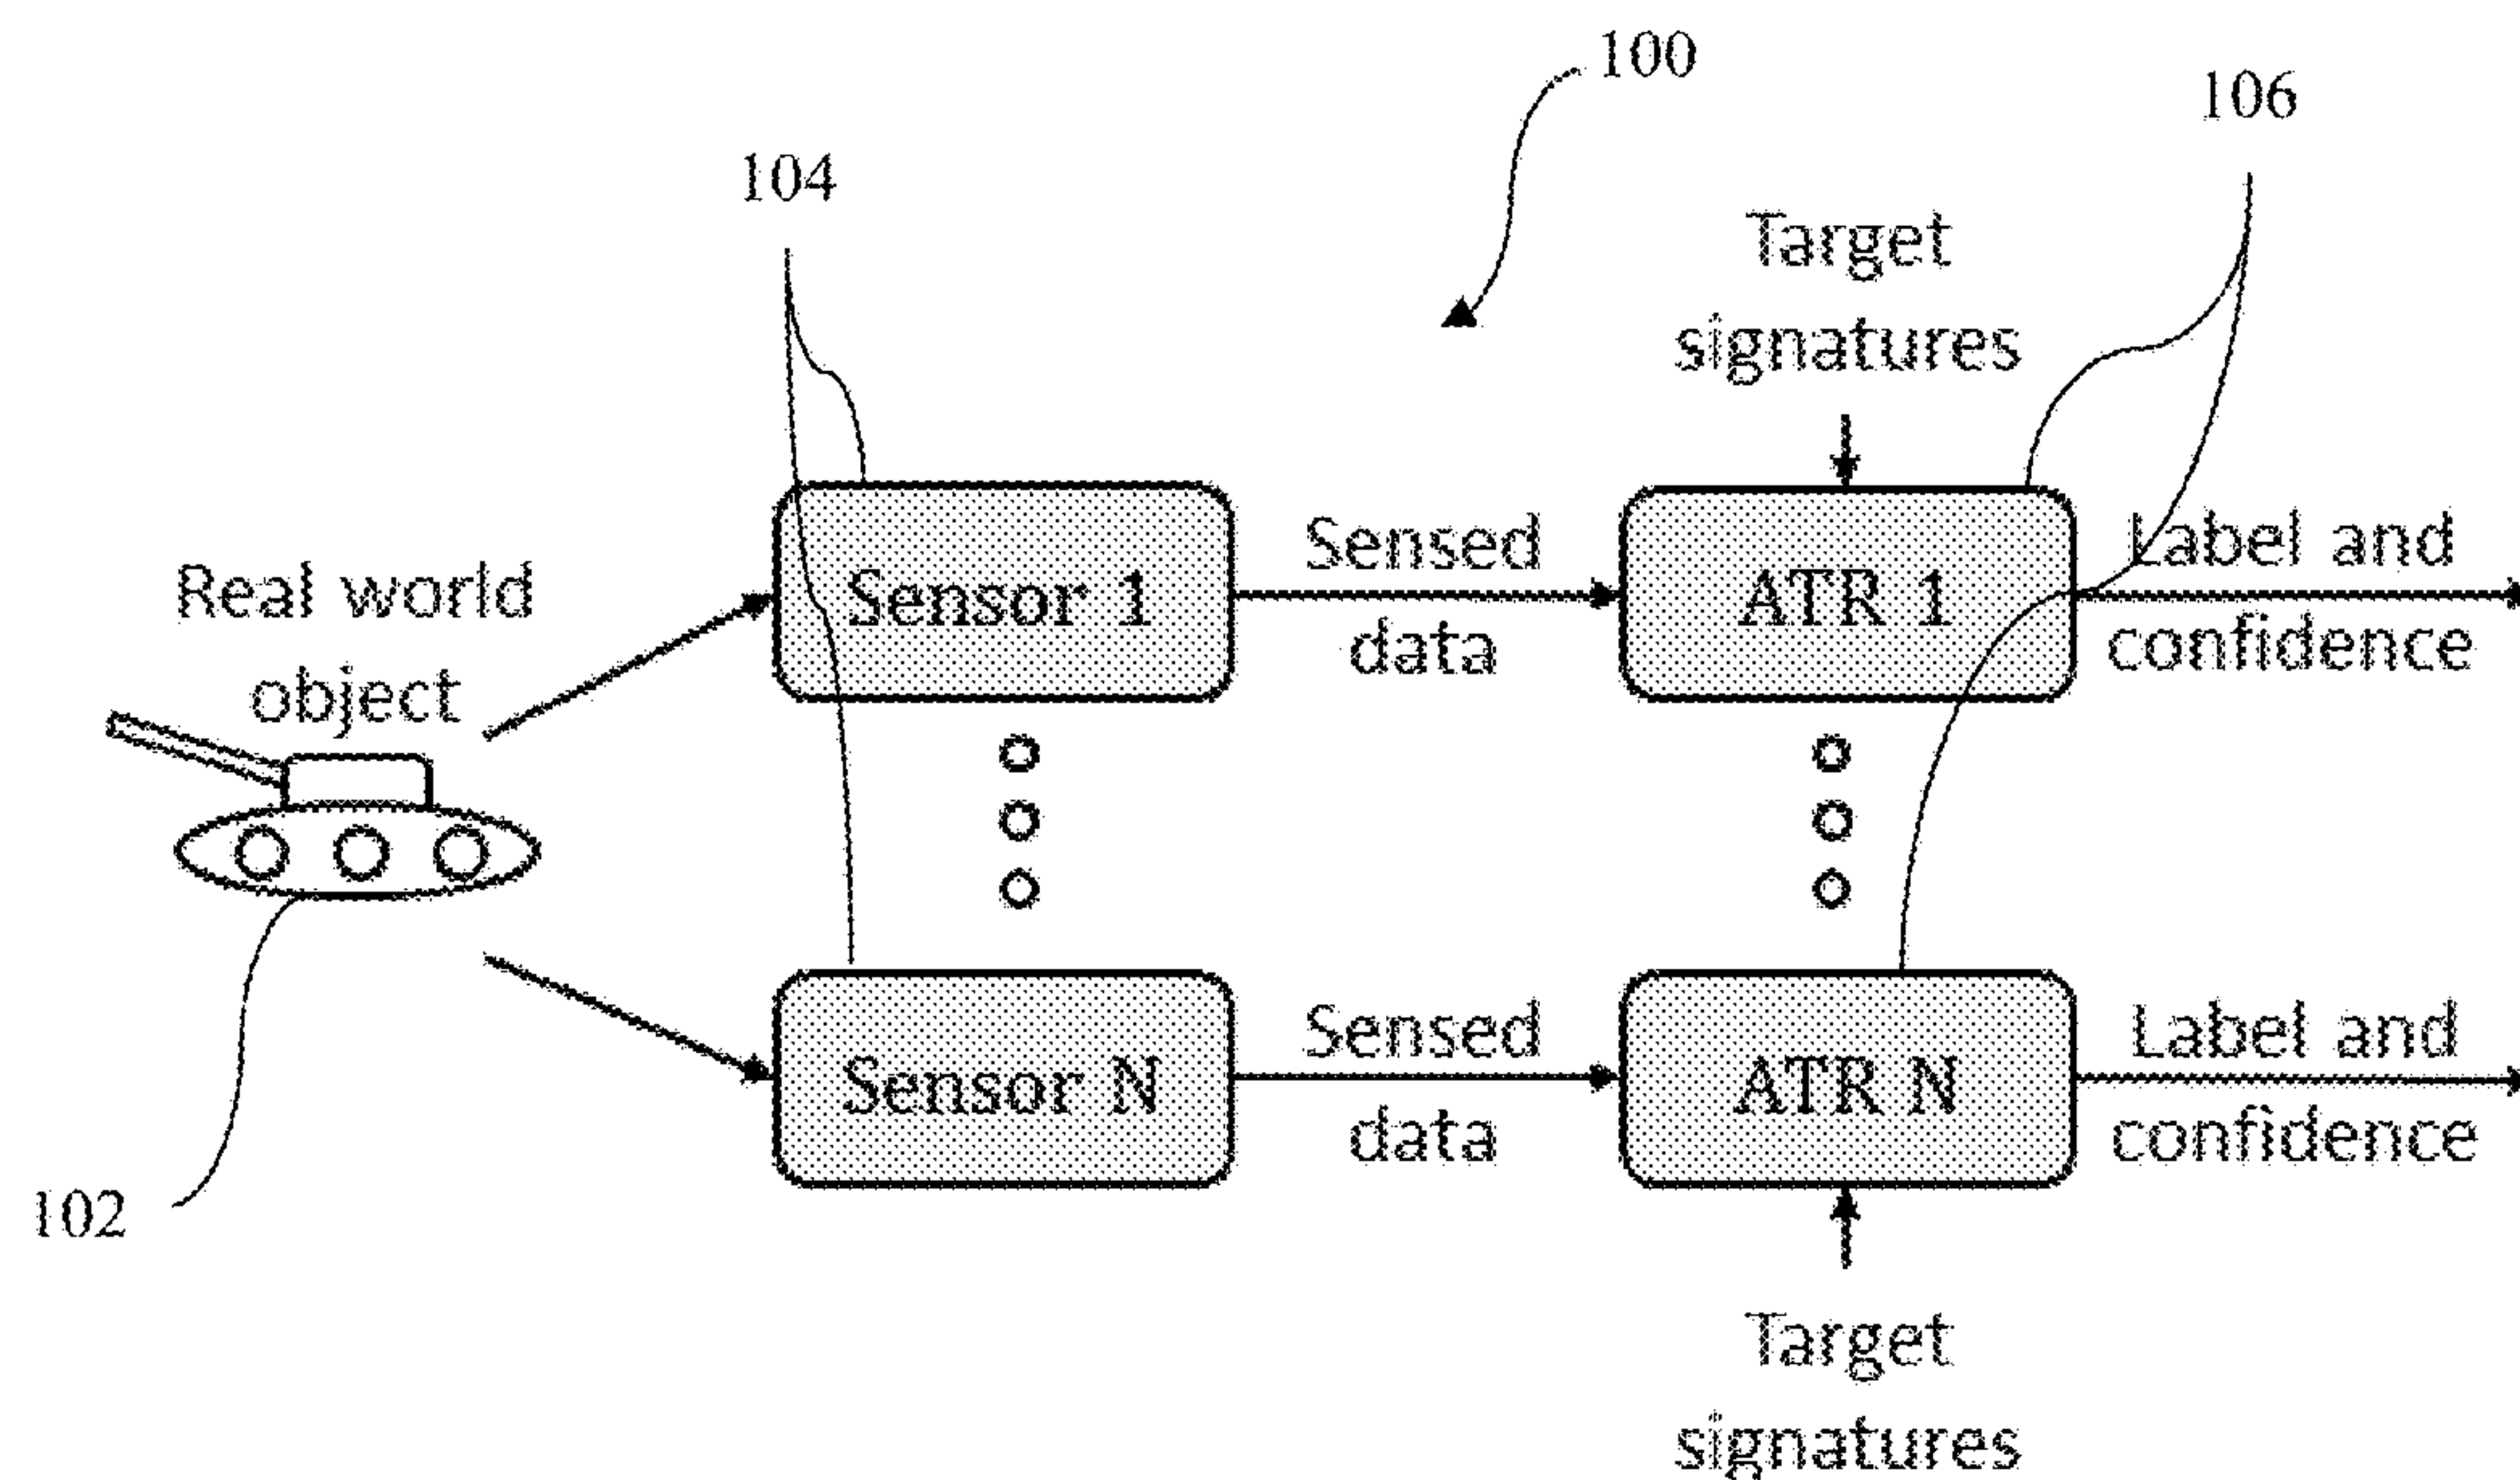 100
106
104
Target
signatures
Sensed
Label and
Real world
Sensor 1
ATR 1
data
confidence
object
Sensed
Label and
Sensor N
ATR N
data
confidence
102
Target
signatures